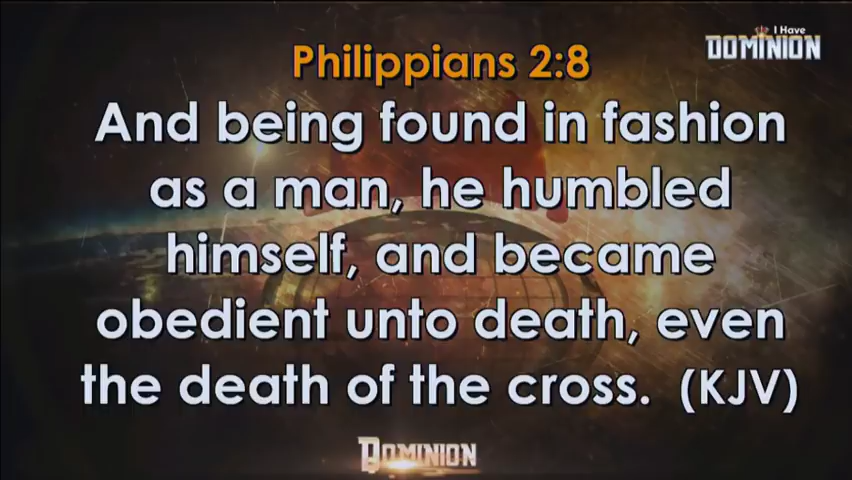 I Have
DOMINION
Philippians 2:8
And being found in fashion
as a man, he humbled
himself, and became
obedient unto death, even
the death of the cross. (KJV)
DOMINION